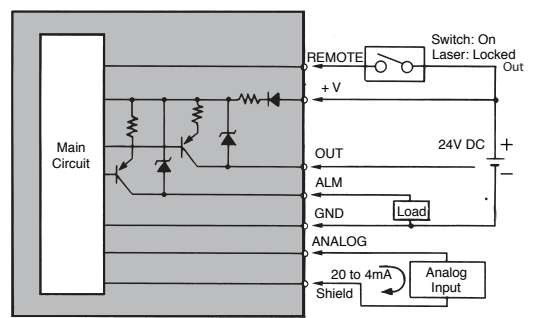 Switch: On
Laser: Locked
Out
REMOTE
+ V
Main
Circuit
24V DC
+
−
OUT
ALM
Load
GND
ANALOG
20 to 4mA
Shield
Analog
Input